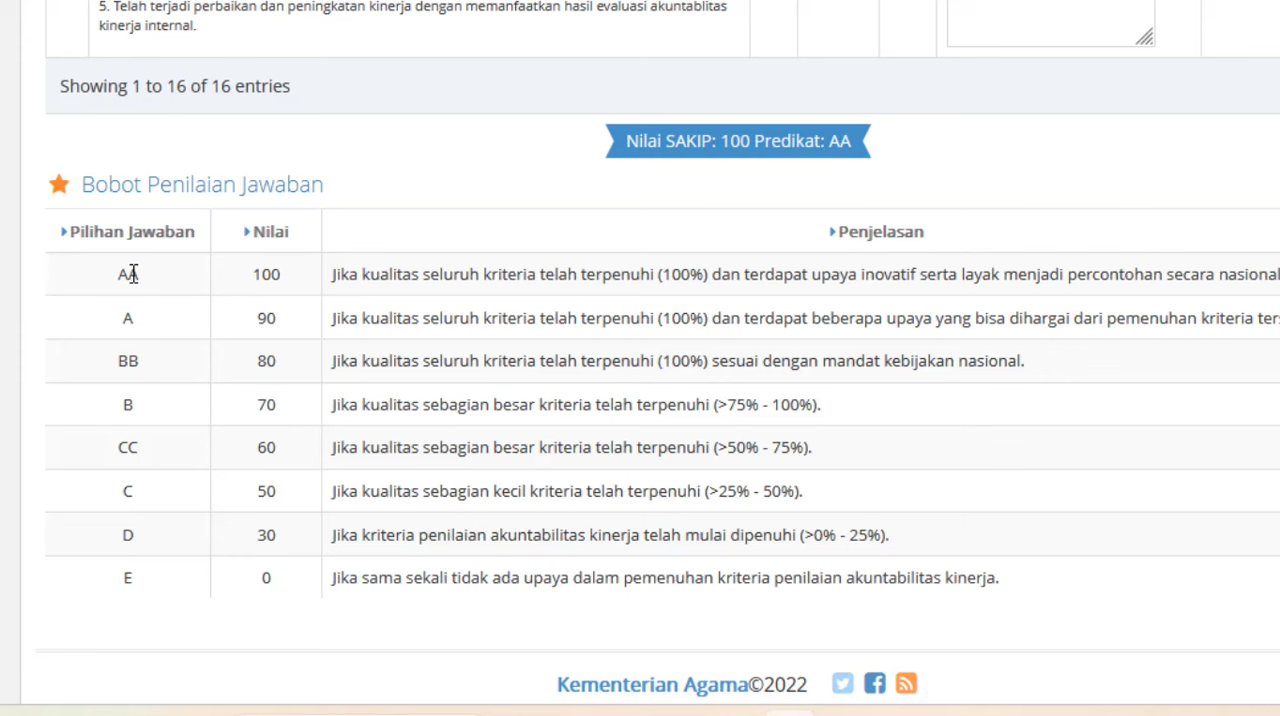 5. Telah terjadi perbaikan dan peningkatan kinerja dengan memanfaatkan hasil evaluasi akuntablitas
kinerja internal.
Showing 1 to 16 of 16 entries
Nilai SAKIP: 100 Predikat: AA
Bobot Penilaian Jawaban
Pilihan Jawaban Nilai Penjelasan
AA 100 Jika kualitas seluruh kriteria telah terpenuhi (100%) dan terdapat upaya inovatif serta layak menjadi percontohan secara nasional
A 90 Jika kualitas seluruh kriteria telah terpenuhi (100%) dan terdapat beberapa upaya yang bisa dihargai dari pemenuhan kriteria
BB 80 Jika kualitas seluruh kriteria telah terpenuhi (100%) sesuai dengan mandat kebijakan nasional.
B 70 Jika kualitas sebagian besar kriteria telah terpenuhi (>75% - 100%).
CC 60 Jika kualitas sebagian besar kriteria telah terpenuhi (>50% - 75%).
C 50 Jika kualitas sebagian kecil kriteria telah terpenuhi (>25% - 50%).
D 30 Jika kriteria penilaian akuntabilitas kinerja telah mulai dipenuhi (>0% - 25%).
E 0 Jika sama sekali tidak ada upaya dalam pemenuhan kriteria penilaian akuntabilitas kinerja.
Kementerian Agama©2022